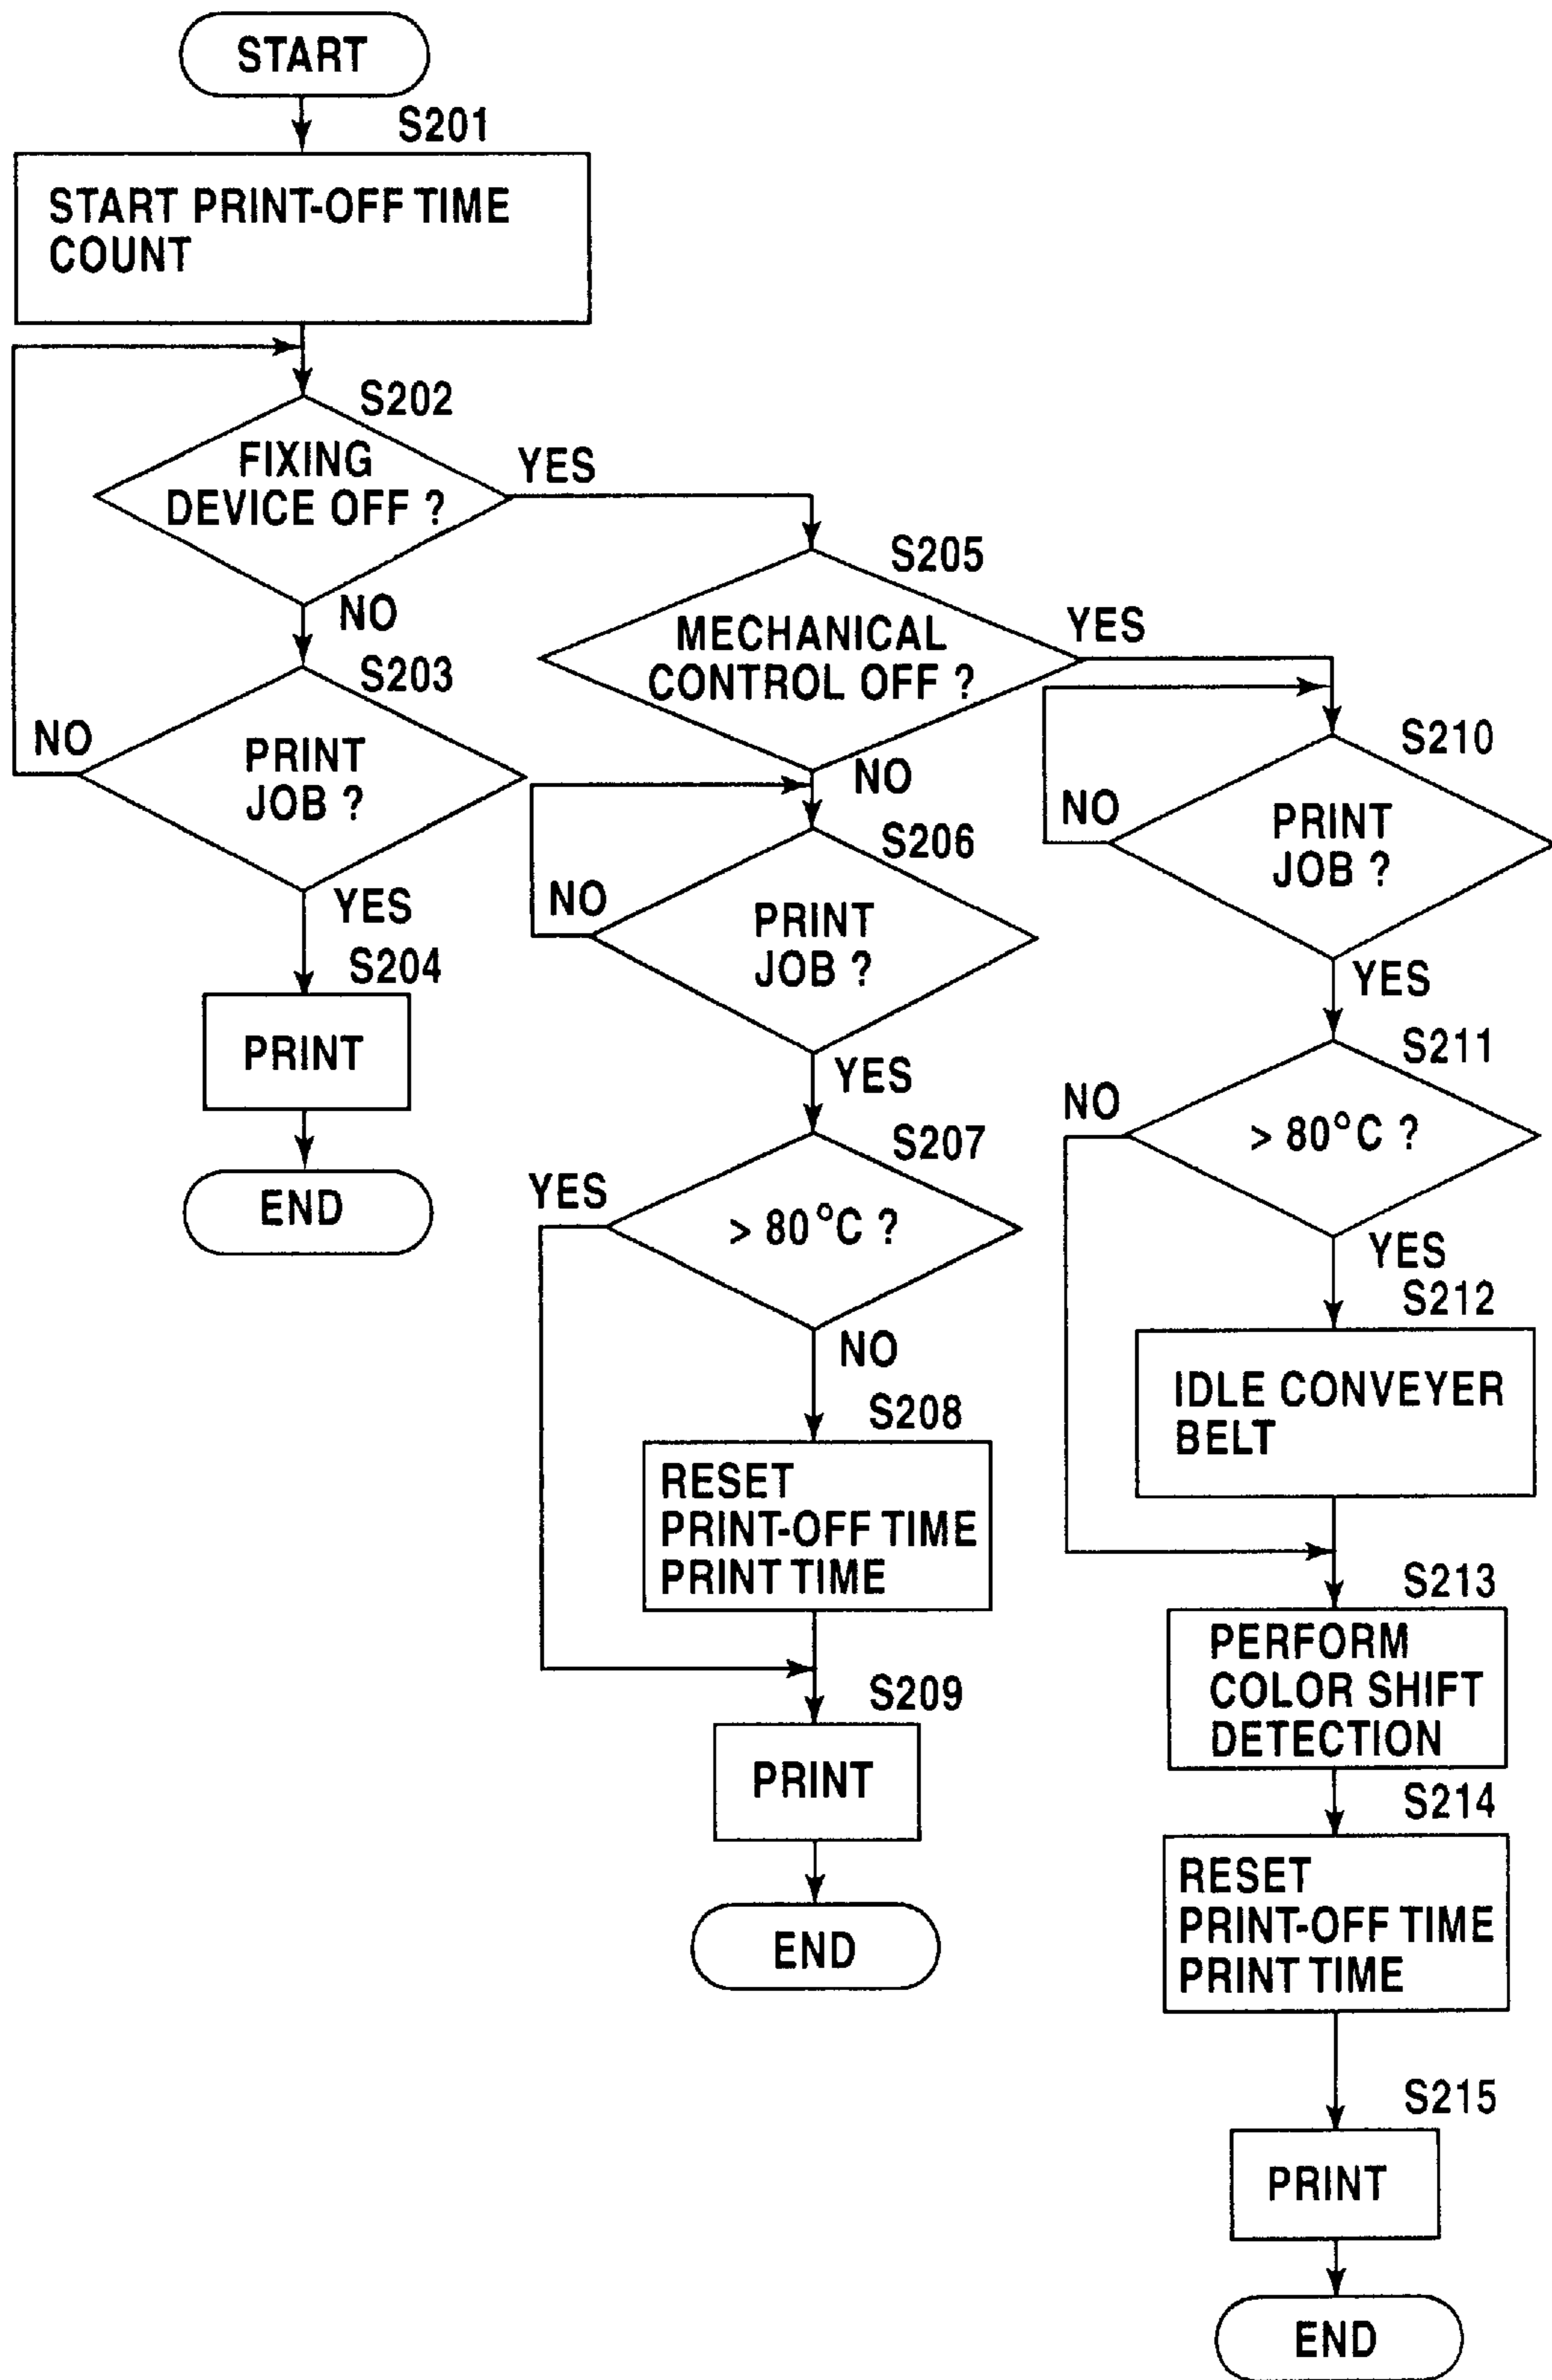 START
S201
START PRINT-OFF TIME
COUNT
S202
FIXING
DEVICE OFF ?
YES
NO
S203
PRINT
JOB ?
NO
YES
S204
PRINT
END
S205
MECHANICAL
CONTROL OFF ?
YES
NO
S206
PRINT
JOB ?
NO
YES
S207
> 80°C ?
YES
NO
S208
RESET
PRINT-OFF TIME
PRINT TIME
S209
PRINT
END
S210
PRINT
JOB ?
NO
YES
S211
> 80°C ?
NO
YES
S212
IDLE CONVEYER
BELT
S213
PERFORM
COLOR SHIFT
DETECTION
S214
RESET
PRINT-OFF TIME
PRINT TIME
S215
PRINT
END